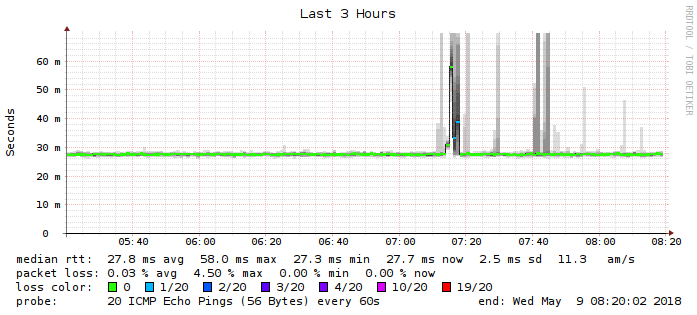 Last 3 Hours
RRDTOOL / TOBI OETIKER
Seconds
60 m
50 m
40 m
30 m
20 m
10 m
0
05:40 06:00 06:20 06:40 07:00 07:20 07:40 08:00 08:20
median rtt: 27.8 ms avg 58.0 ms max 27.3 ms min 27.7 ms now 2.5 ms sd 11.3 am/s
packet loss: 0.03 % avg 4.50 % max 0.00 % min 0.00 % now
loss color: 0 1/20 2/20 3/20 4/20 10/20 19/20
probe: 20 ICMP Echo Pings (56 Bytes) every 60s end: Wed May 9 08:20:02 2018